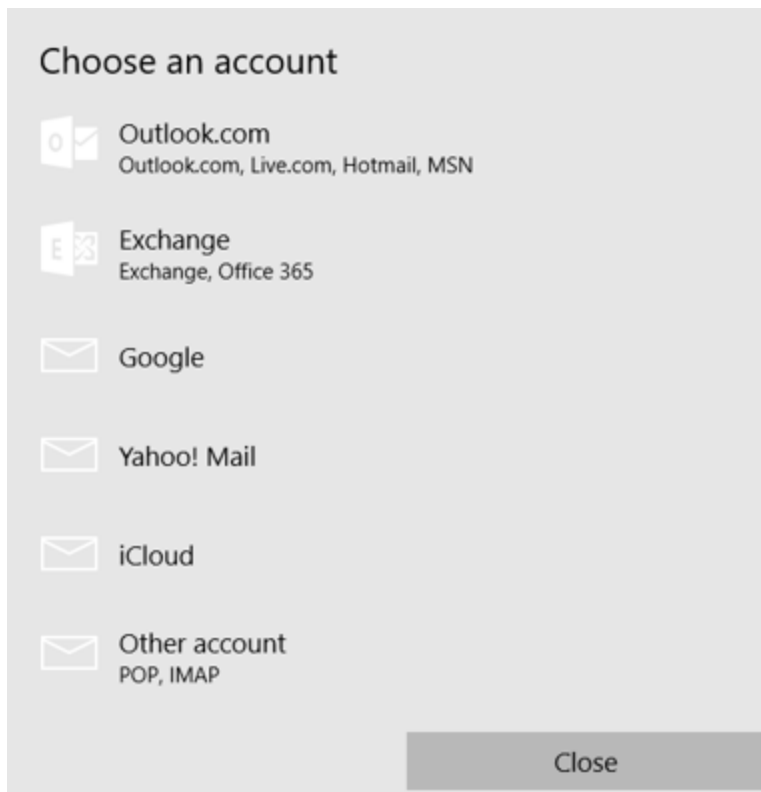 Choose an account
Outlook.com
Outlook.com, Live.com, Hotmail, MSN
Exchange
Exchange, Office 365
Google
Yahoo! Mail
iCloud
Other account
POP, IMAP
Close